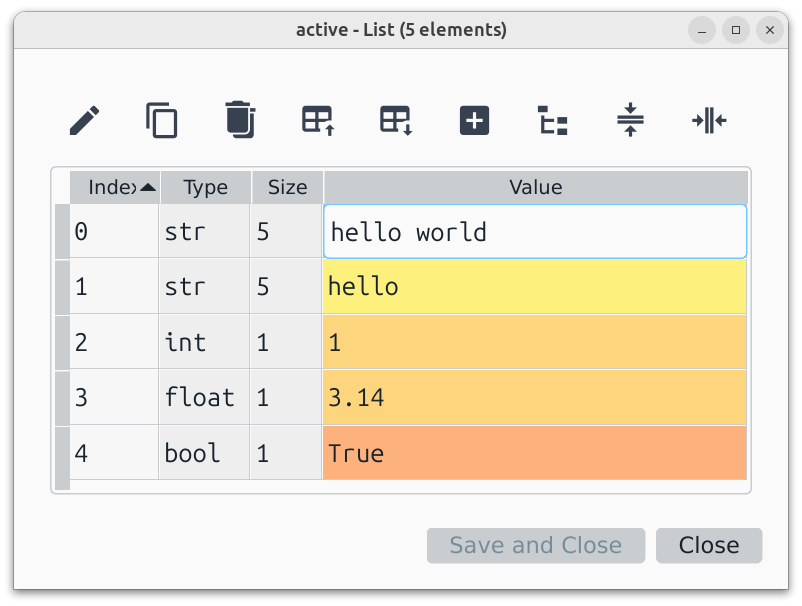 active - List (5 elements)
Index Type Size Value
0 str 5 hello world
1 str 5 hello
2 int 1 1
3 float 1 3.14
4 bool 1 True
Save and Close Close